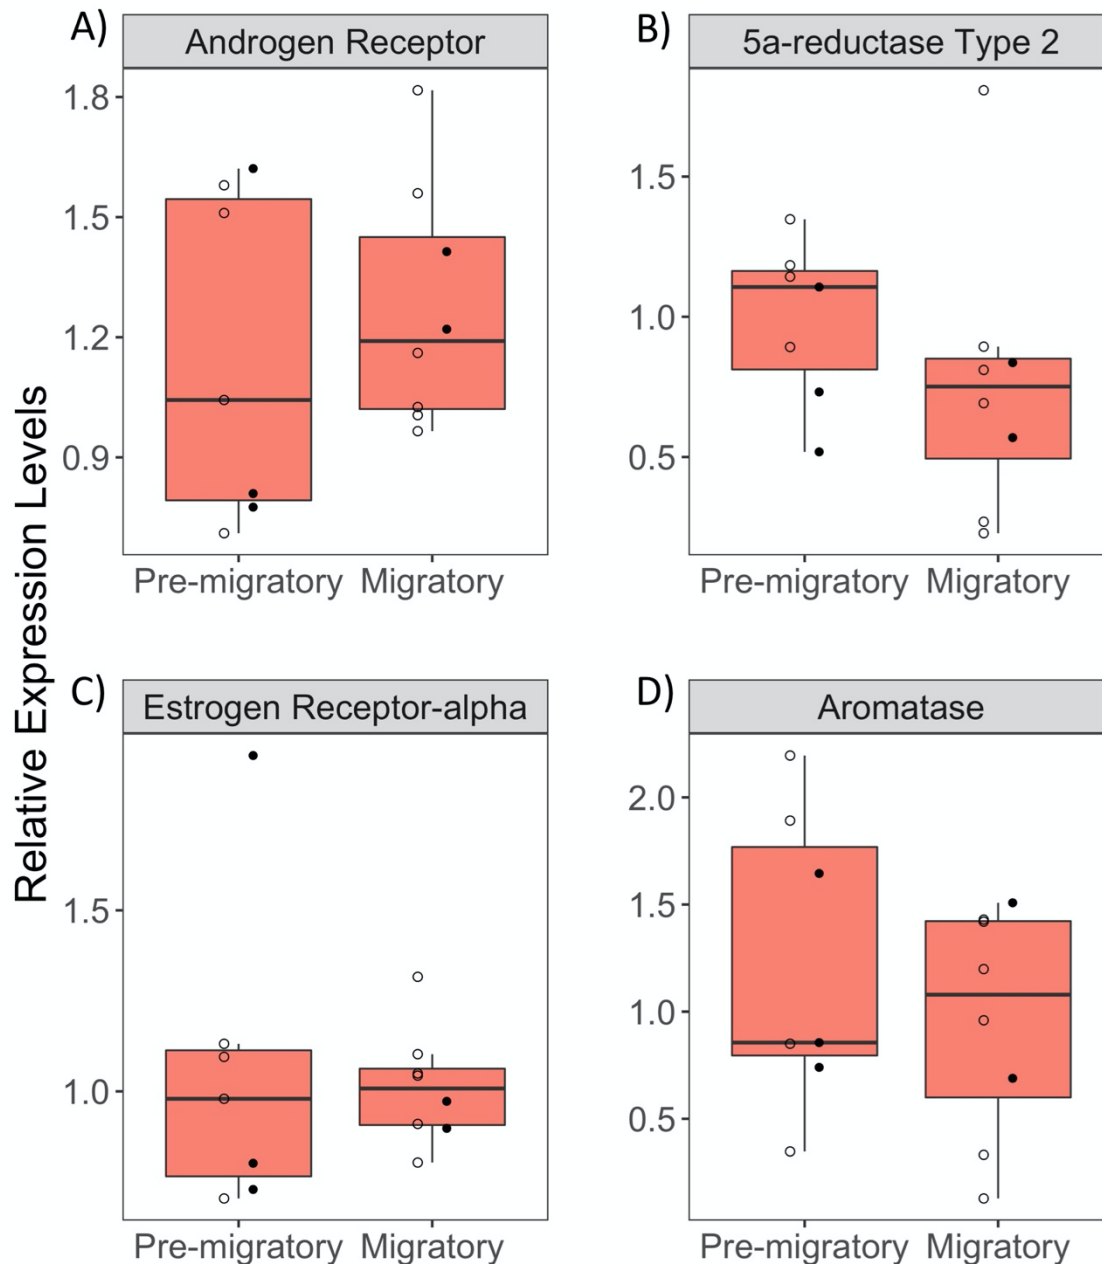 A)
Androgen Receptor
1.8
1.5
1.2
0.9
Pre-migratory
Migratory
B)
5a-reductase Type 2
1.5
1.0
0.5
Pre-migratory
Migratory
Relative Expression Levels
C)
Estrogen Receptor-alpha
1.5
1.0
Pre-migratory
Migratory
D)
Aromatase
2.0
1.5
1.0
0.5
Pre-migratory
Migratory